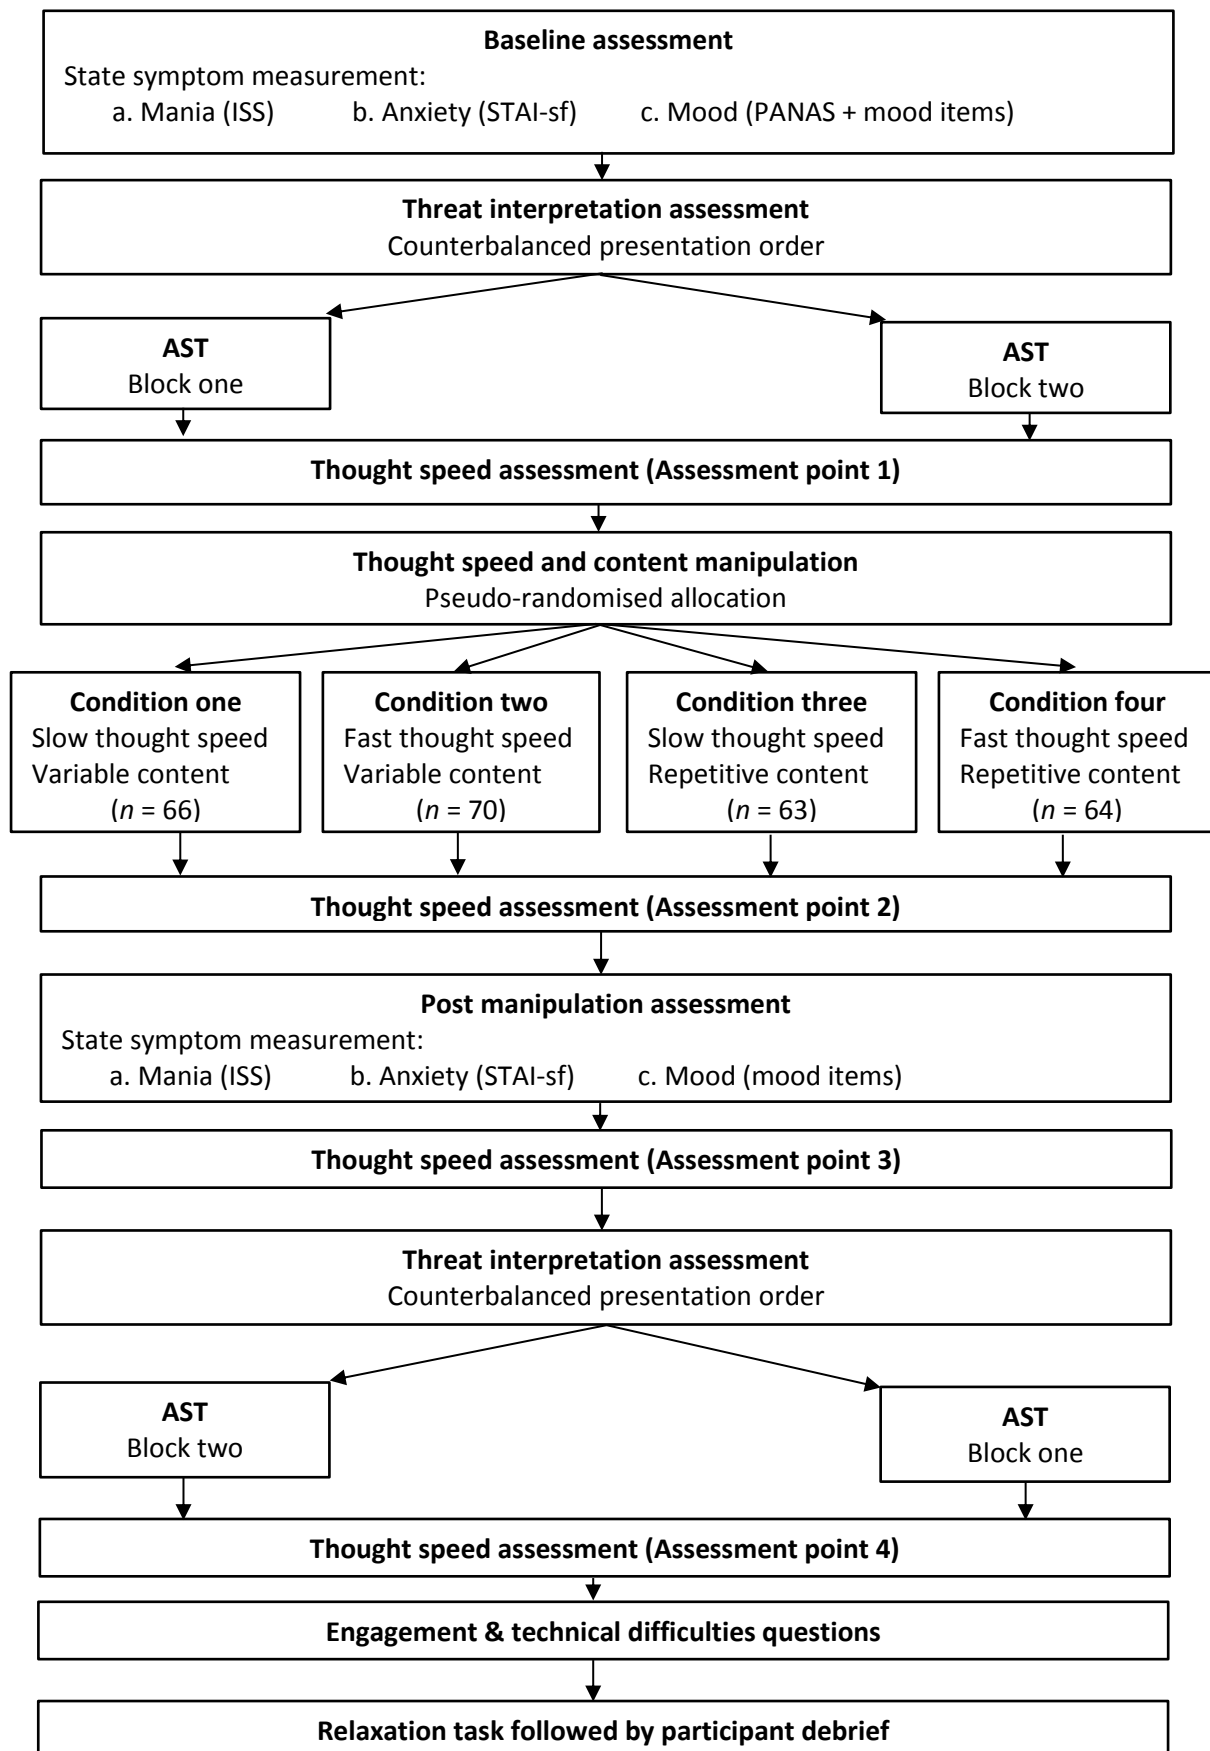 Baseline assessment
State symptom measurement:
a. Mania (ISS) b. Anxiety (STAI-sf) c. Mood (PANAS + mood items)
Threat interpretation assessment
Counterbalanced presentation order
AST
Block one
AST
Block two
Thought speed assessment (Assessment point 1)
Thought speed and content manipulation
Pseudo-randomised allocation
Condition one
Slow thought speed
Variable content
(n = 66)
Condition two
Fast thought speed
Variable content
(n = 70)
Condition three
Slow thought speed
Repetitive content
(n = 63)
Condition four
Fast thought speed
Repetitive content
(n = 64)
Thought speed assessment (Assessment point 2)
Post manipulation assessment
State symptom measurement:
a. Mania (ISS) b. Anxiety (STAI-sf) c. Mood (mood items)
Thought speed assessment (Assessment point 3)
Threat interpretation assessment
Counterbalanced presentation order
AST
Block two
AST
Block one
Thought speed assessment (Assessment point 4)
Engagement & technical difficulties questions
Relaxation task followed by participant debrief